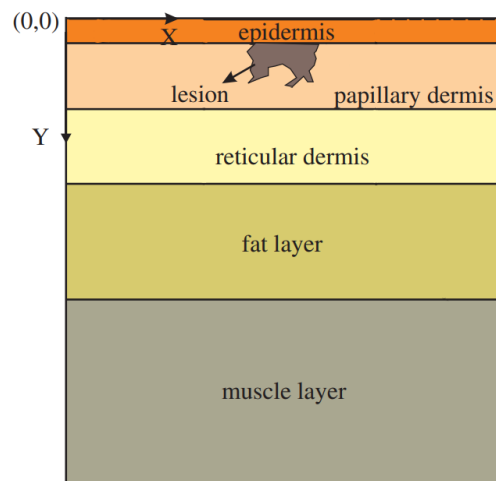 (0,0)
X
epidermis
lesion
papillary dermis
Y
reticular dermis
fat layer
muscle layer